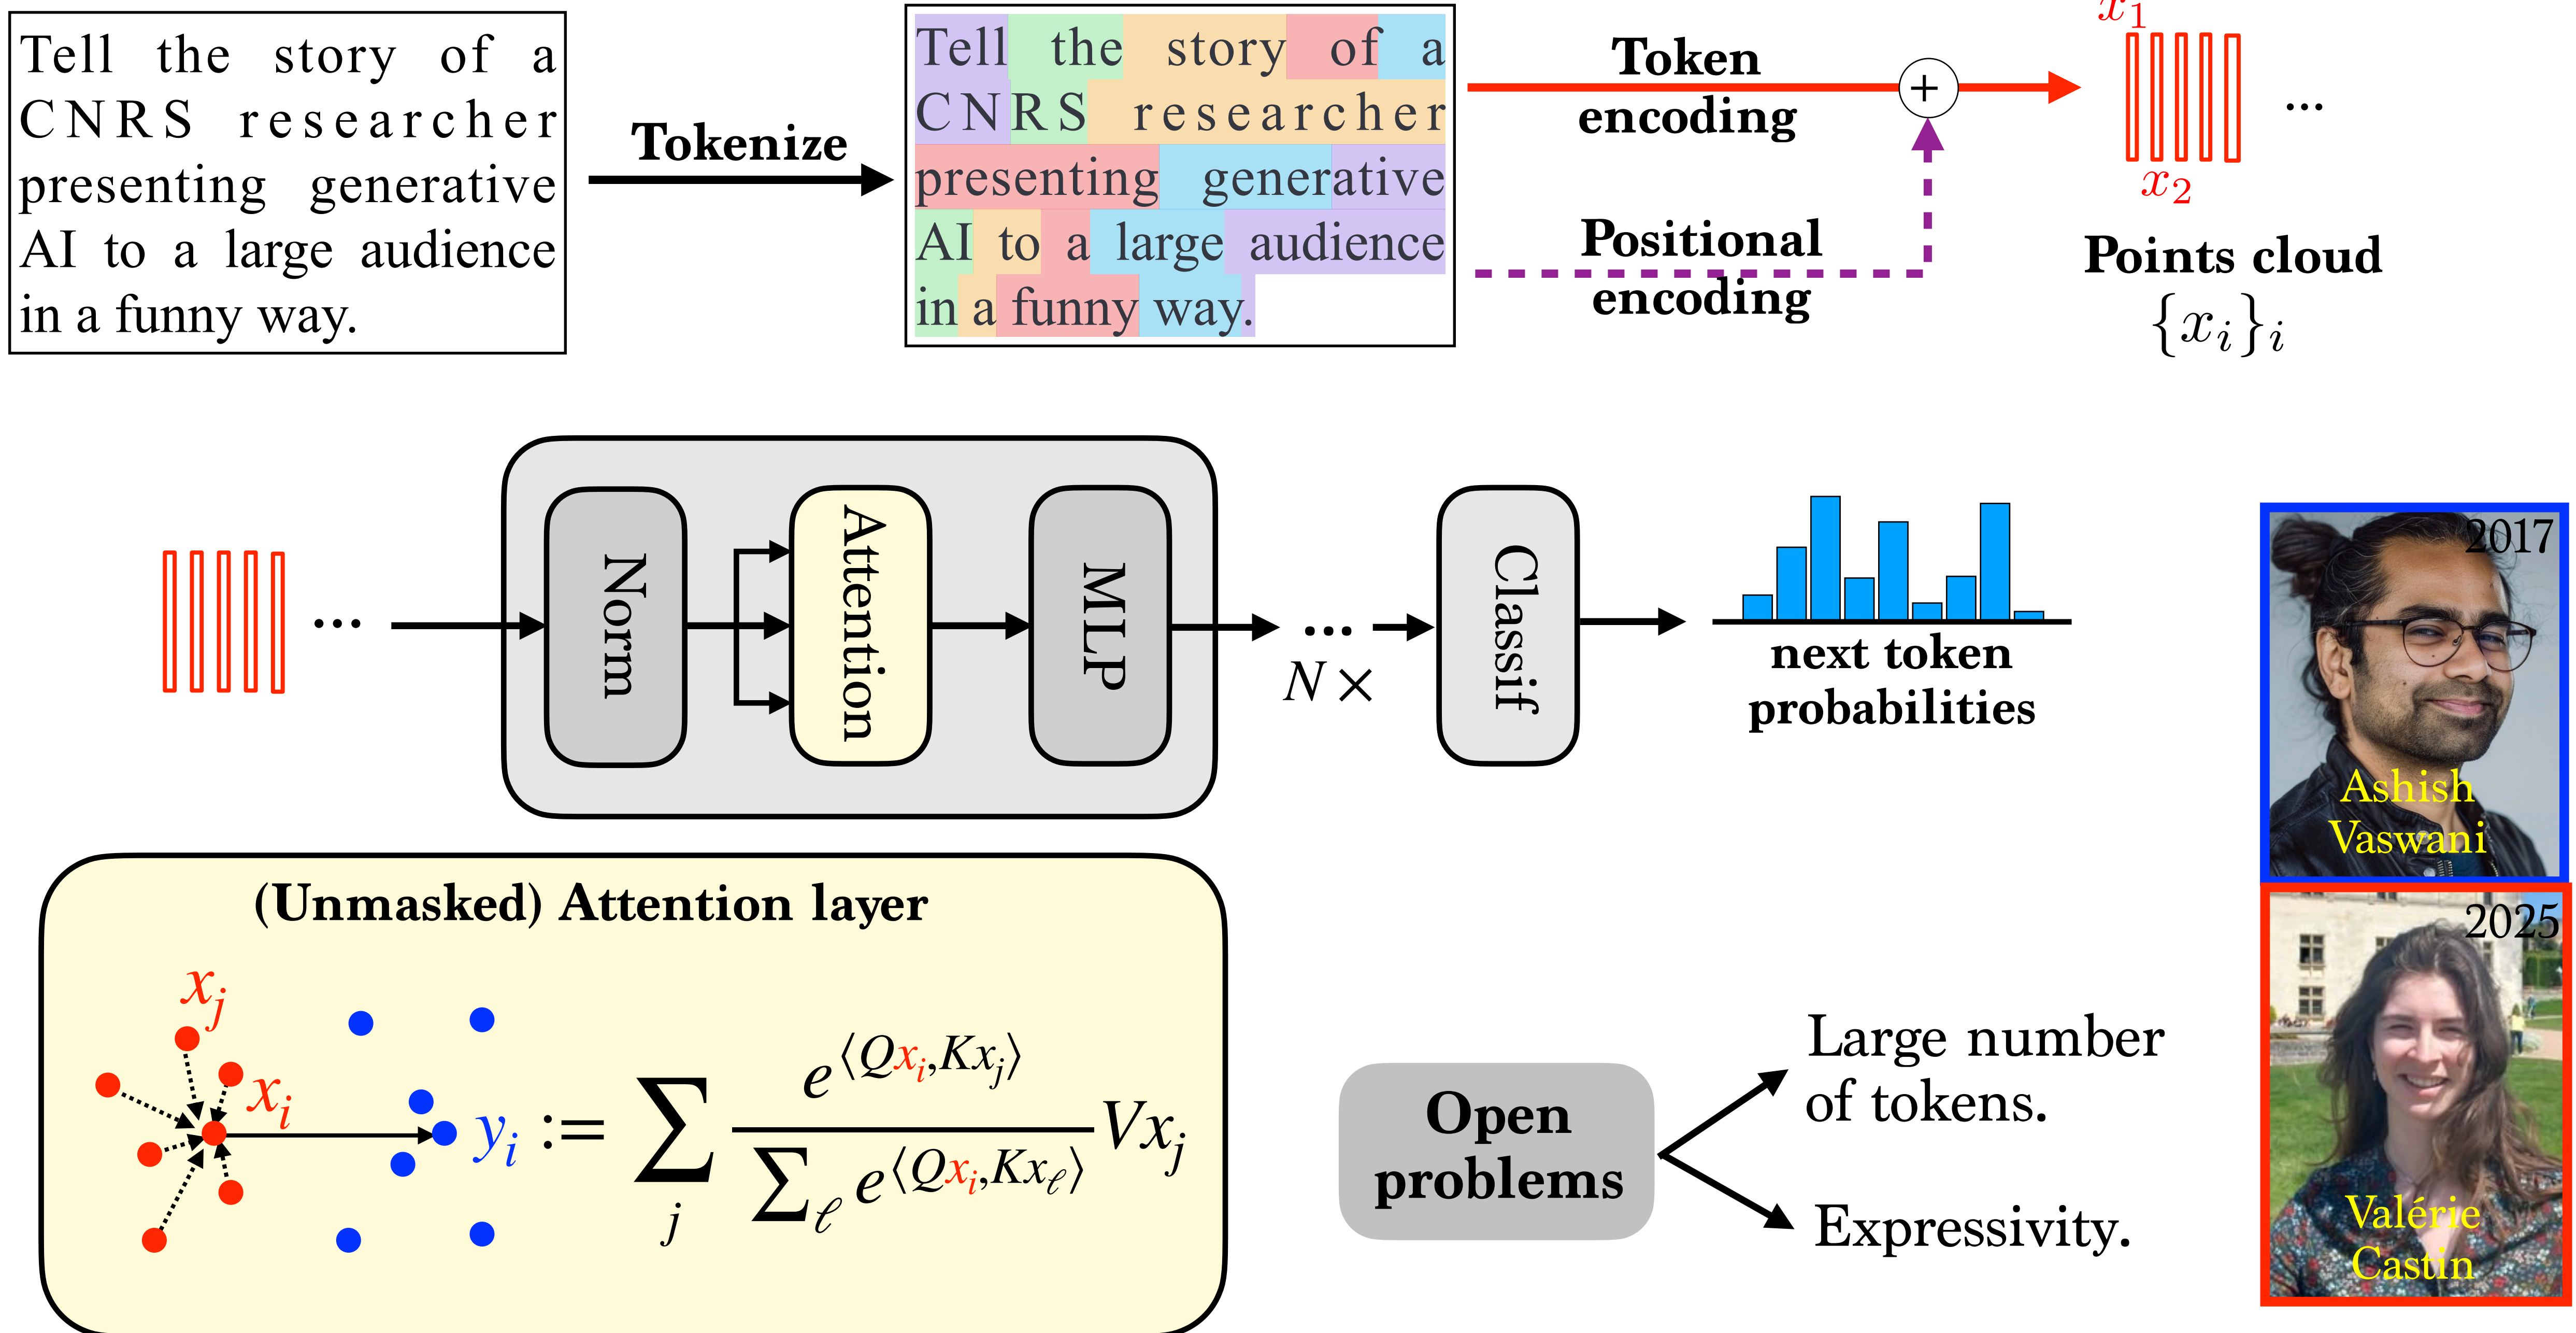 Tell the story of a
CNRS researcher
presenting generative
AI to a large audience
in a funny way.
Tokenize
Tell the story of a
CNRS researcher
presenting generative
AI to a large audience
in a funny way.
Token
encoding
+
Positional
encoding
x₁
...
x₂
Points cloud
{xᵢ}ᵢ
...
Norm
Attention
MLP
...
N ×
Classif
next token
probabilities
2017
Ashish
Vaswani
(Unmasked) Attention layer
xⱼ
xᵢ
yᵢ := ∑ⱼ e^⟨Qxᵢ,Kxⱼ⟩ / ∑_ℓ e^⟨Qxᵢ,Kx_ℓ⟩ Vxⱼ
Open
problems
Large number
of tokens.
Expressivity.
2025
Valérie
Castin